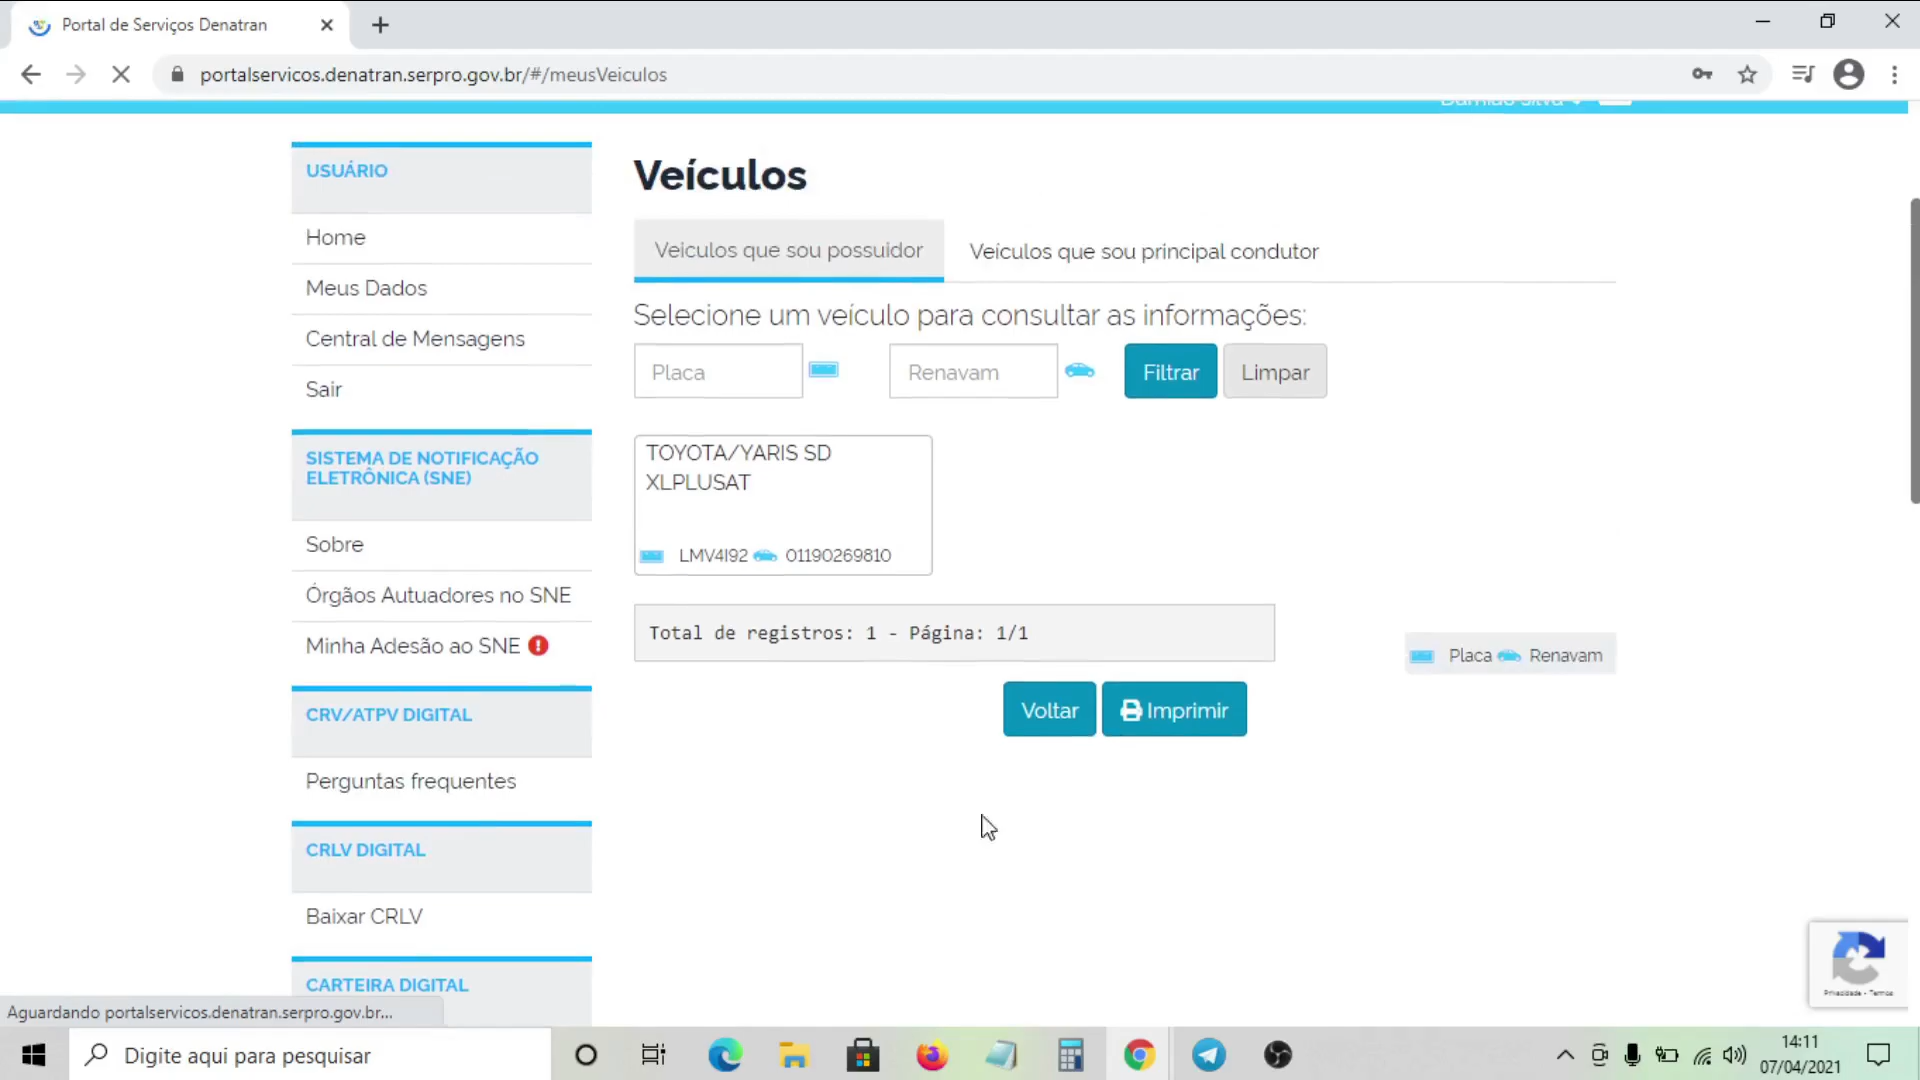 Portal de Serviços Denatran
portalservicos.denatran.serpro.gov.br/#/meusVeiculos
USUÁRIO
Home
Meus Dados
Central de Mensagens
Sair
SISTEMA DE NOTIFICAÇÃO
ELETRÔNICA (SNE)
Sobre
Órgãos Autuadores no SNE
Minha Adesão ao SNE
CRV/ATPV DIGITAL
Perguntas frequentes
CRLV DIGITAL
Baixar CRLV
CARTEIRA DIGITAL
Veículos
Veiculos que sou possuidor
Veículos que sou principal condutor
Selecione um veículo para consultar as informações:
Placa
Renavam
Filtrar
Limpar
TOYOTA/YARIS SD
XLPLUSAT
LMV4I92 01190269810
Total de registros: 1 - Página: 1/1
Placa Renavam
Voltar
Imprimir
Privacidade - Termos
Aguardando portalservicos.denatran.serpro.gov.br...
Digite aqui para pesquisar
14:11
07/04/2021